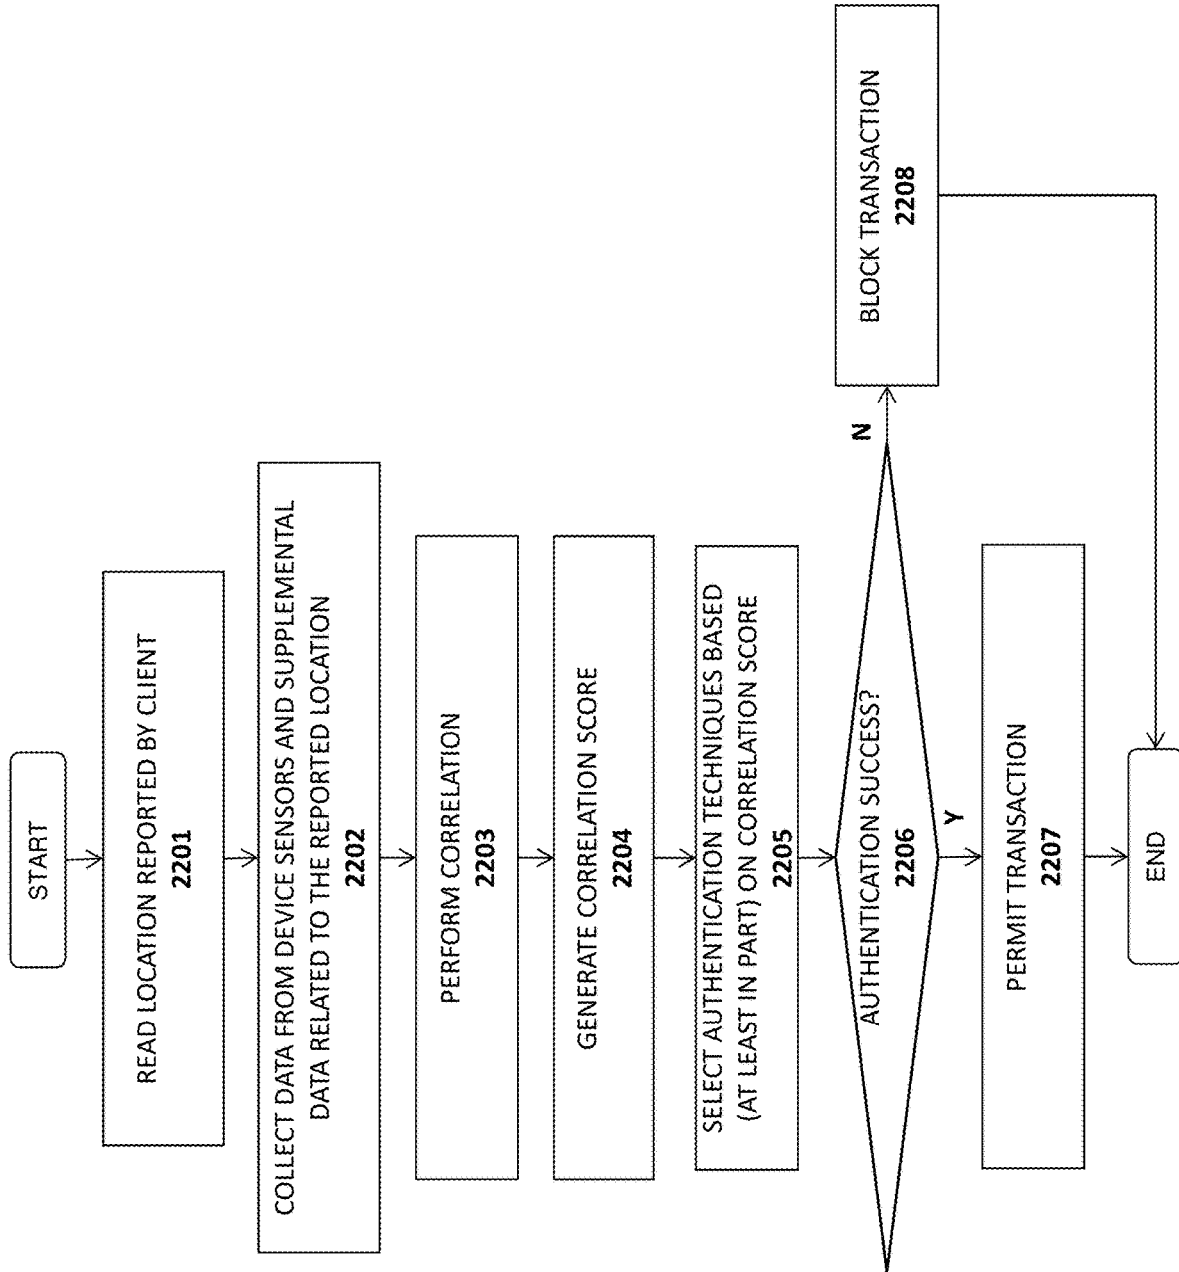 START
READ LOCATION REPORTED BY CLIENT
2201
COLLECT DATA FROM DEVICE SENSORS AND SUPPLEMENTAL
DATA RELATED TO THE REPORTED LOCATION
2202
PERFORM CORRELATION
2203
GENERATE CORRELATION SCORE
2204
SELECT AUTHENTICATION TECHNIQUES BASED
(AT LEAST IN PART) ON CORRELATION SCORE
2205
AUTHENTICATION SUCCESS?
2206
N
BLOCK TRANSACTION
2208
Y
PERMIT TRANSACTION
2207
END